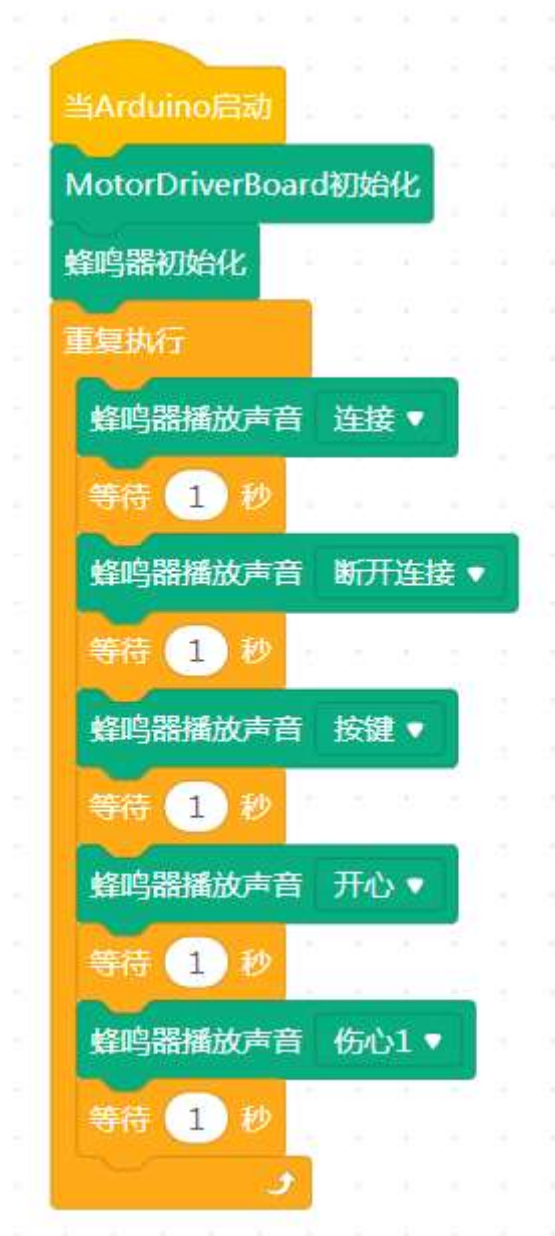 当Arduino启动
MotorDriverBoard初始化
蜂鸣器初始化
重复执行
蜂鸣器播放声音 连接
等待 1 秒
蜂鸣器播放声音 断开连接
等待 1 秒
蜂鸣器播放声音 按键
等待 1 秒
蜂鸣器播放声音 开心
等待 1 秒
蜂鸣器播放声音 伤心1
等待 1 秒